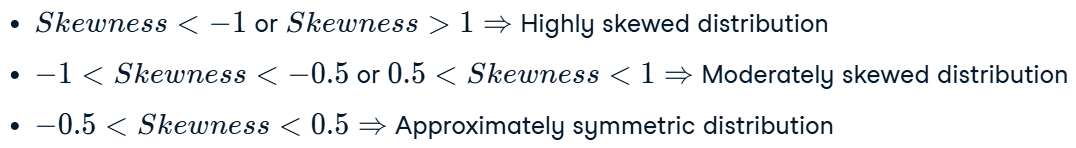 • Skewness < −1 or Skewness > 1 ⇒ Highly skewed distribution
• −1 < Skewness < −0.5 or 0.5 < Skewness < 1 ⇒ Moderately skewed distribution
• −0.5 < Skewness < 0.5 ⇒ Approximately symmetric distribution